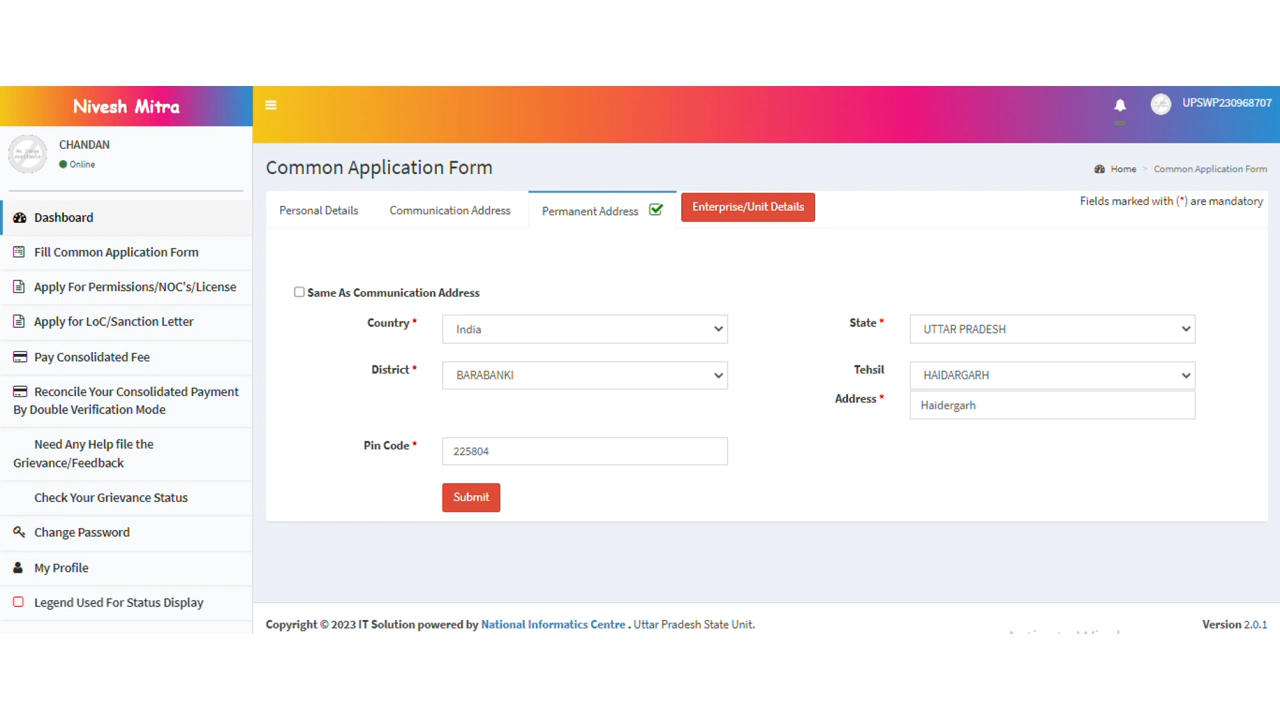 Nivesh Mitra
UPSWP230968707
CHANDAN
Online
Dashboard
Fill Common Application Form
Apply For Permissions/NOC's/License
Apply for LoC/Sanction Letter
Pay Consolidated Fee
Reconcile Your Consolidated Payment
By Double Verification Mode
Need Any Help file the
Grievance/Feedback
Check Your Grievance Status
Change Password
My Profile
Legend Used For Status Display
Common Application Form
Home > Common Application Form
Personal Details Communication Address Permanent Address Enterprise/Unit Details
Fields marked with (*) are mandatory
Same As Communication Address
Country * India State * UTTAR PRADESH
District * BARABANKI Tehsil HAIDARGARH
Address * Haidergarh
Pin Code * 225804
Submit
Copyright © 2023 IT Solution powered by National Informatics Centre . Uttar Pradesh State Unit. Version 2.0.1